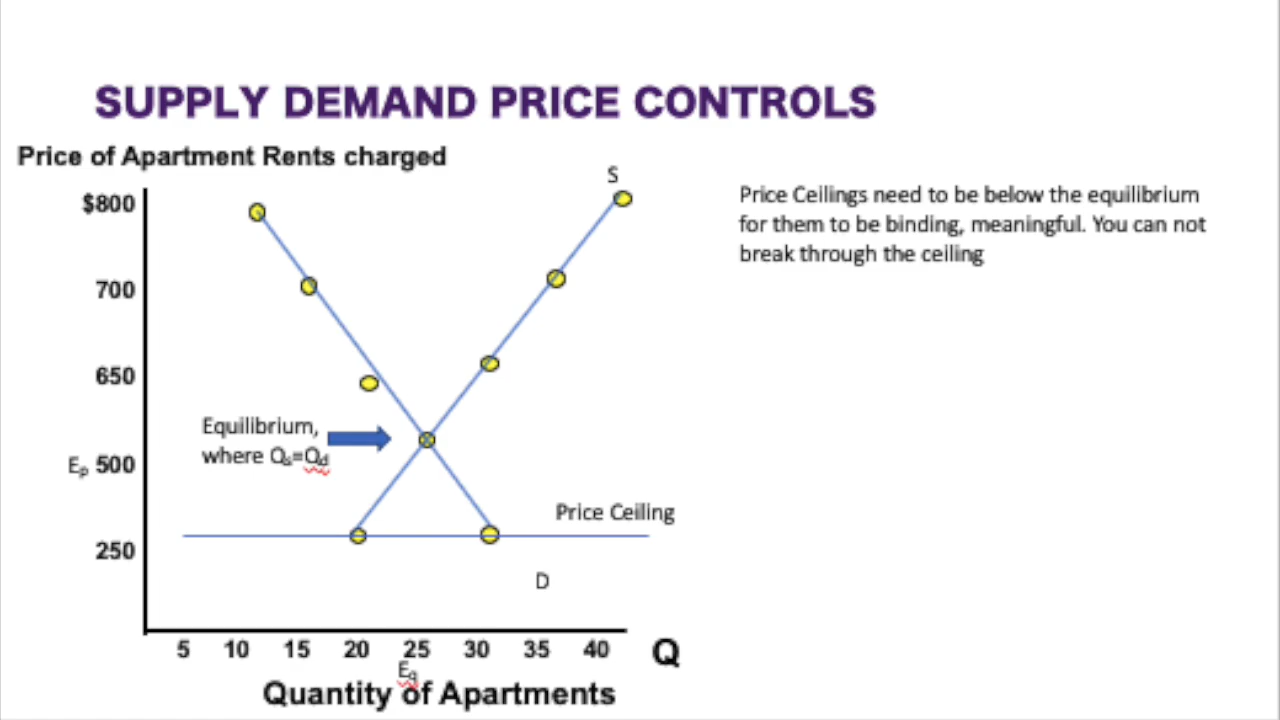 SUPPLY DEMAND PRICE CONTROLS
Price of Apartment Rents charged
S
$800
Price Ceilings need to be below the equilibrium
for them to be binding, meaningful. You can not
break through the ceiling
700
650
Equilibrium,
where Qs=Qd
Ep 500
Price Ceiling
250
D
5 10 15 20 25 30 35 40 Q
Eq
Quantity of Apartments